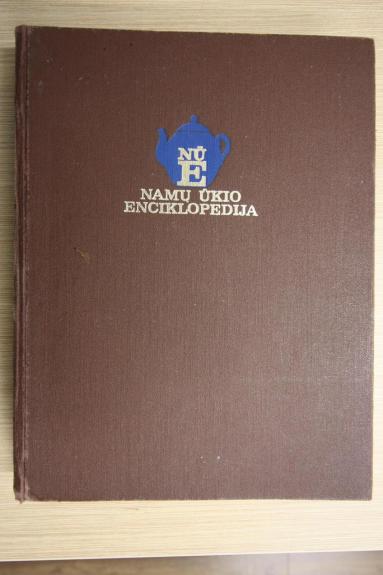 NŪ
E
NAMŲ ŪKIO
ENCIKLOPEDIJA